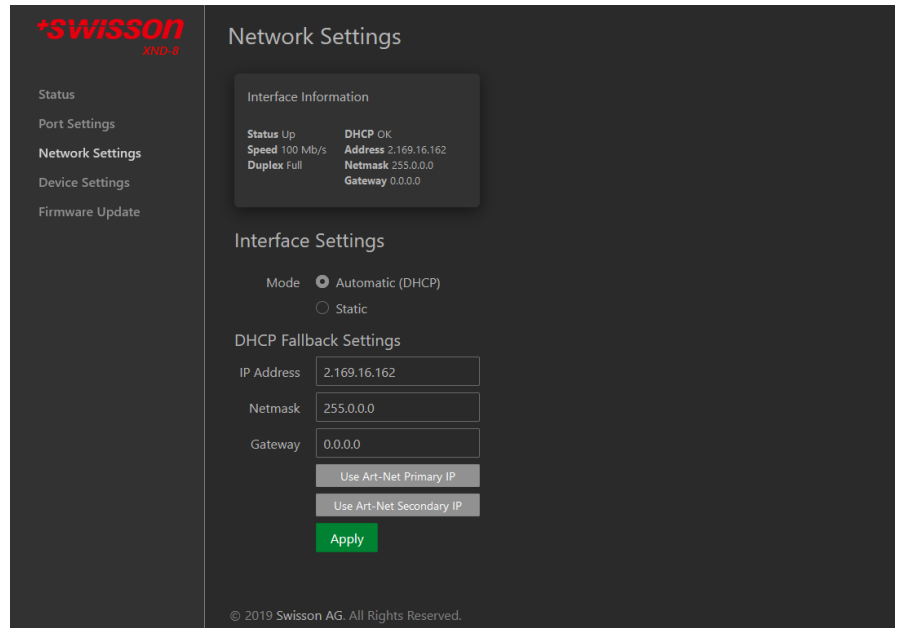 +swisson
XND-8
Status
Port Settings
Network Settings
Device Settings
Firmware Update
Network Settings
Interface Information
Status Up
Speed 100 Mb/s
Duplex Full
DHCP OK
Address 2.169.16.162
Netmask 255.0.0.0
Gateway 0.0.0.0
Interface Settings
Mode
Automatic (DHCP)
Static
DHCP Fallback Settings
IP Address 2.169.16.162
Netmask 255.0.0.0
Gateway 0.0.0.0
Use Art-Net Primary IP
Use Art-Net Secondary IP
Apply
© 2019 Swisson AG. All Rights Reserved.